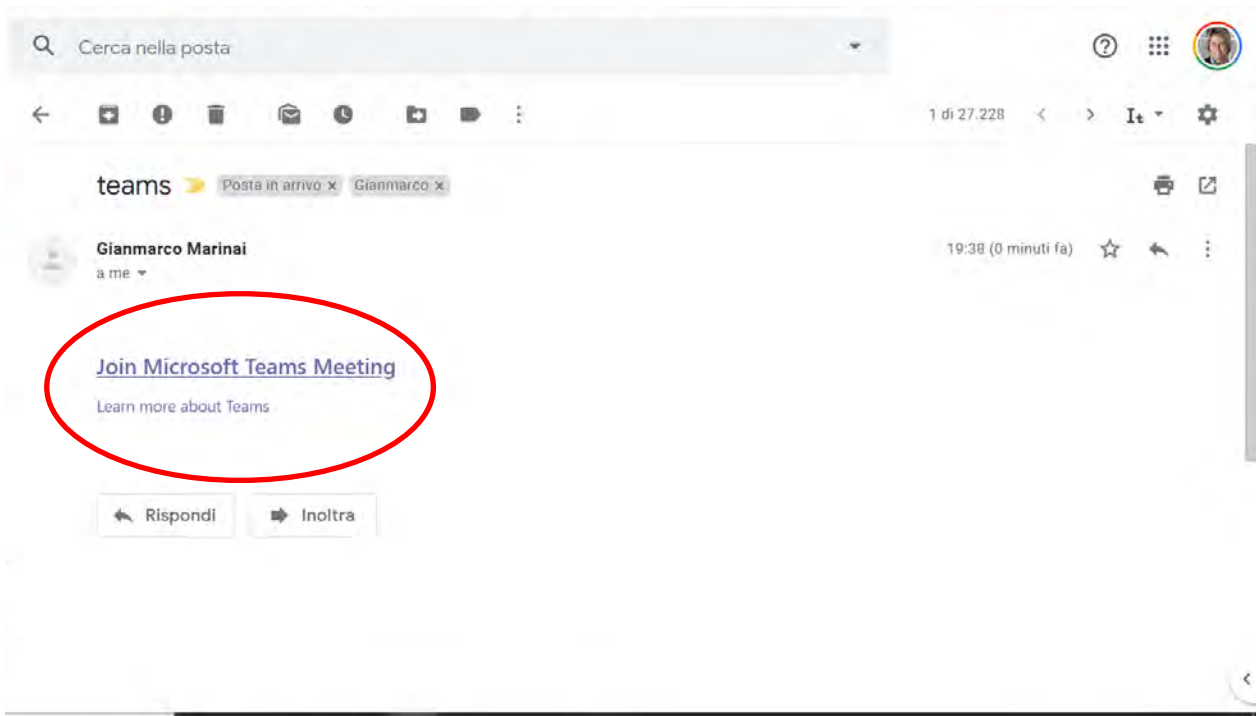 Cerca nella posta
1 di 27.228
teams Posta in arrivo x Gianmarco x
Gianmarco Marinai 19:38 (0 minuti fa)
a me
Join Microsoft Teams Meeting
Learn more about Teams
Rispondi Inoltra